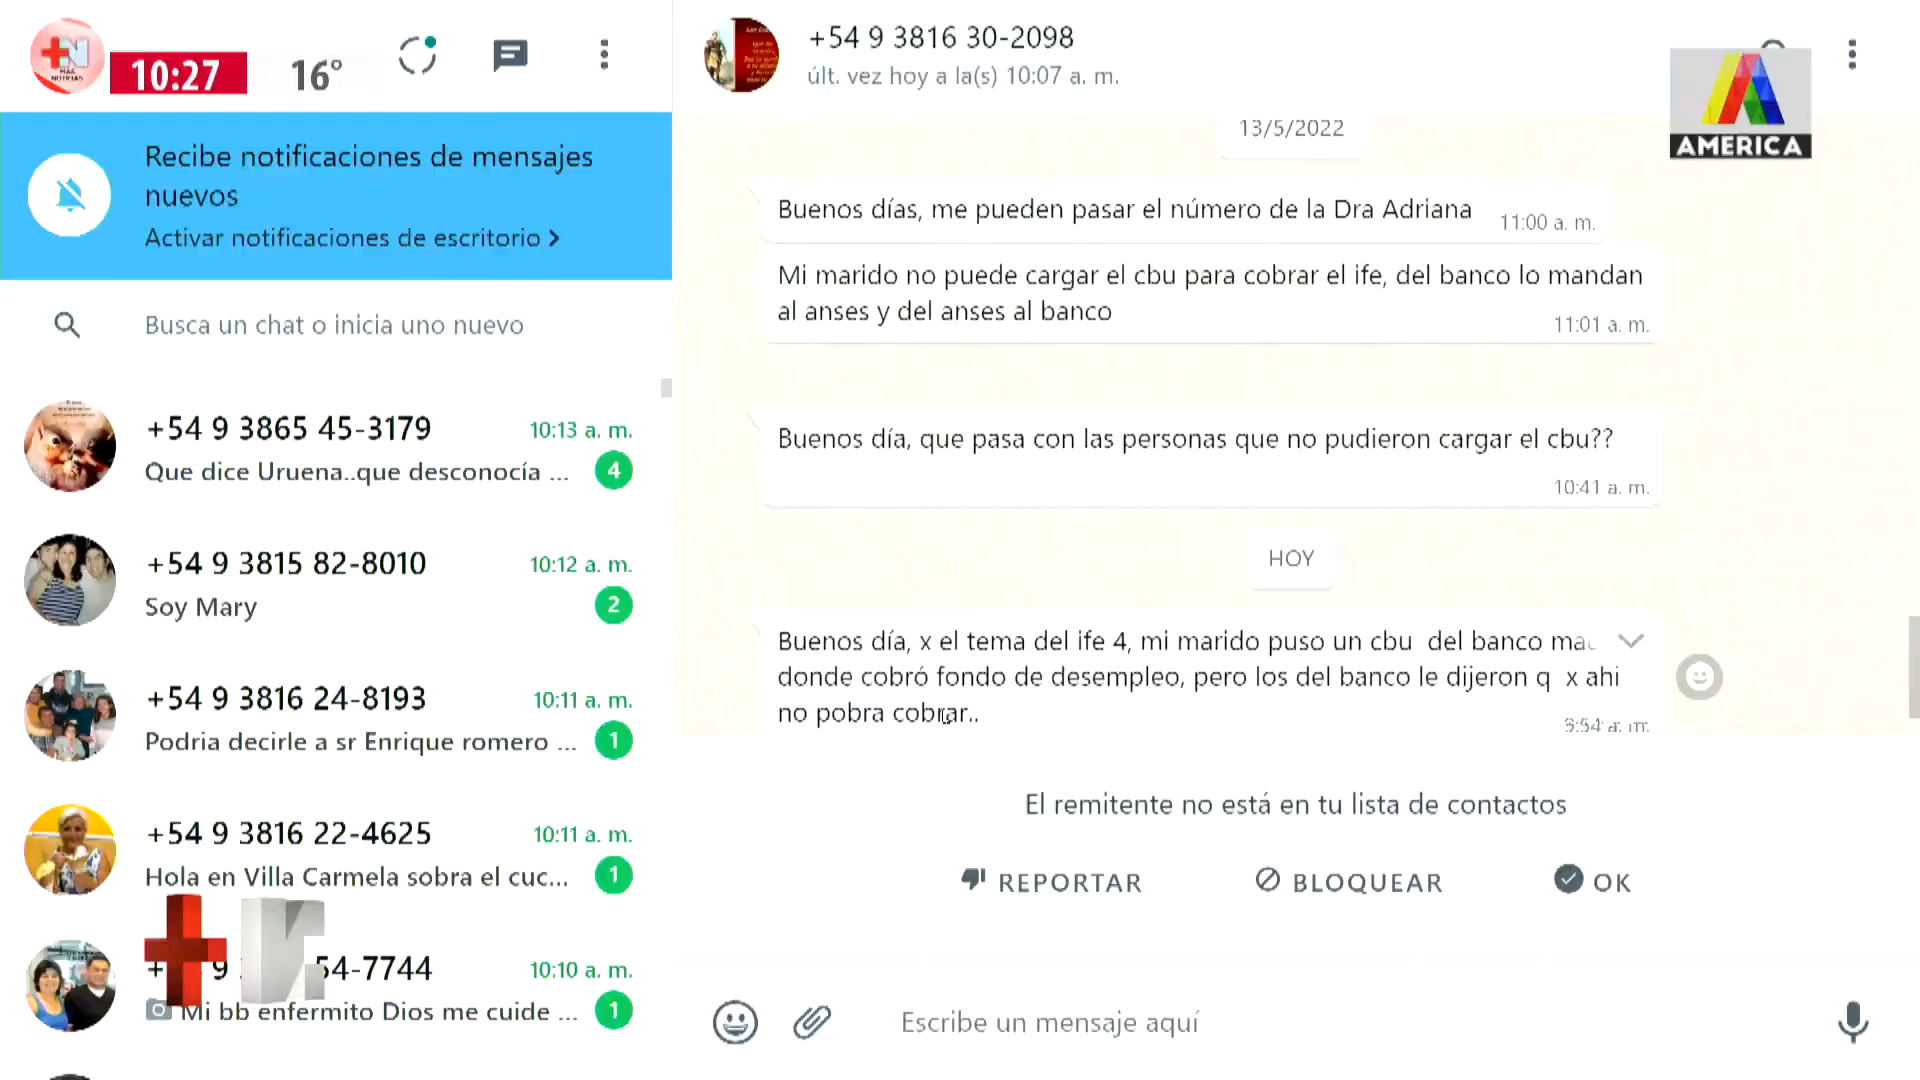 MÁS
NOTICIAS
10:27
16°
Recibe notificaciones de mensajes
nuevos
Activar notificaciones de escritorio
Busca un chat o inicia uno nuevo
+54 9 3865 45-3179
10:13 a. m.
Que dice Uruena..que desconocía ...
4
+54 9 3815 82-8010
10:12 a. m.
Soy Mary
2
+54 9 3816 24-8193
10:11 a. m.
Podria decirle a sr Enrique romero ...
1
+54 9 3816 22-4625
10:11 a. m.
Hola en Villa Carmela sobra el cuc...
1
9
54-7744
10:10 a. m.
Mi bb enfermito Dios me cuide ...
1
+54 9 3816 30-2098
últ. vez hoy a la(s) 10:07 a. m.
AMERICA
13/5/2022
Buenos días, me pueden pasar el número de la Dra Adriana
11:00 a. m.
Mi marido no puede cargar el cbu para cobrar el ife, del banco lo mandan
al anses y del anses al banco
11:01 a. m.
Buenos día, que pasa con las personas que no pudieron cargar el cbu??
10:41 a. m.
HOY
Buenos día, x el tema del ife 4, mi marido puso un cbu del banco
donde cobró fondo de desempleo, pero los del banco le dijeron q x ahi
no pobra cobrar..
El remitente no está en tu lista de contactos
REPORTAR
BLOQUEAR
OK
Escribe un mensaje aquí